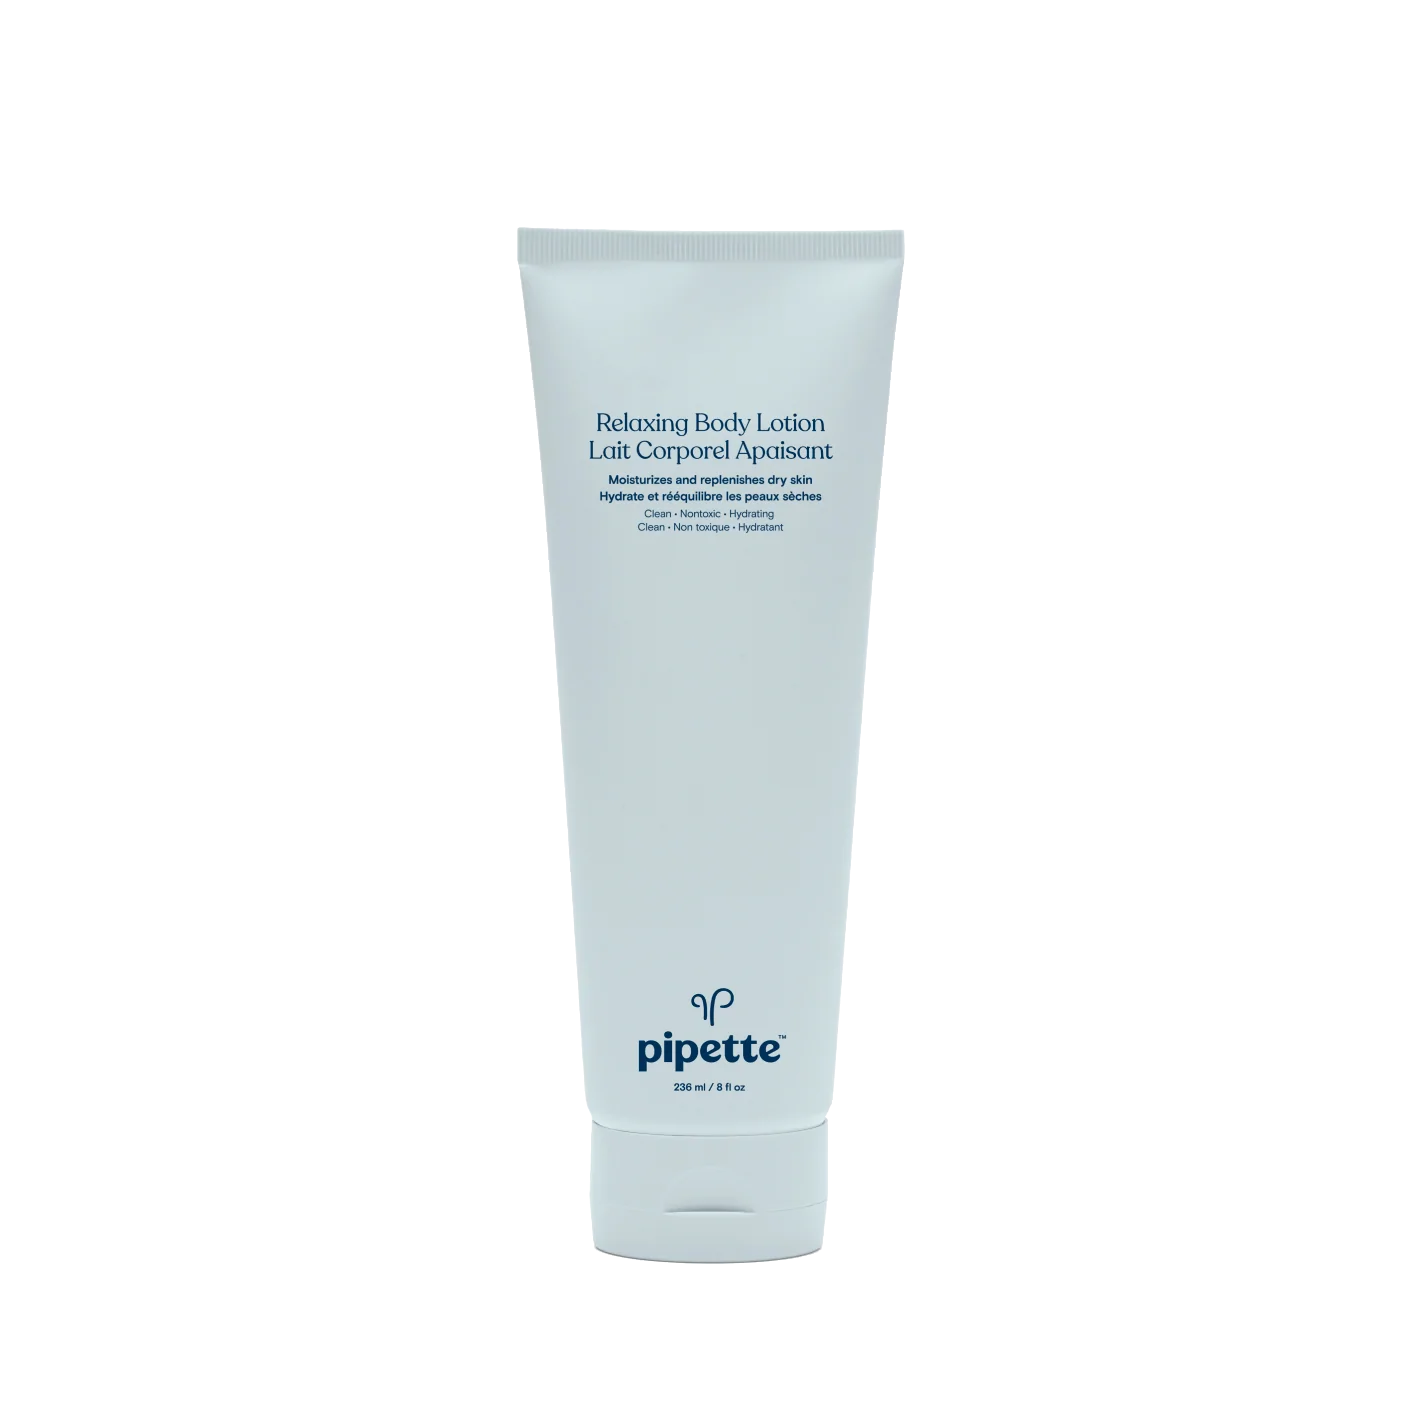 Relaxing Body Lotion
Lait Corporel Apaisant
Moisturizes and replenishes dry skin
Hydrate et rééquilibre les peaux sèches
Clean • Nontoxic • Hydrating
Clean • Non toxique • Hydratant
pipette™
236 ml / 8 fl oz